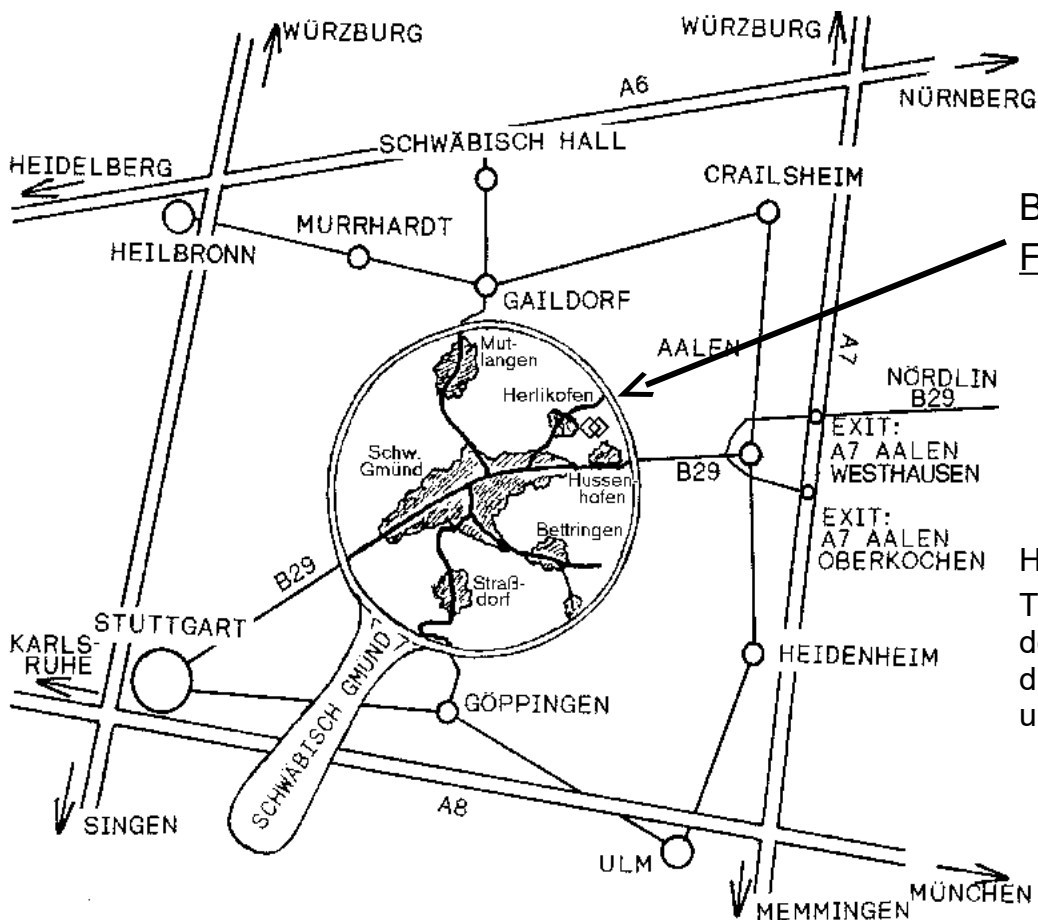 WÜRZBURG
WÜRZBURG
A6
NÜRNBERG
SCHWÄBISCH HALL
HEIDELBERG
CRAILSHEIM
MURRHARDT
HEILBRONN
B
F
GAILDORF
Mut-
langen
AALEN
A7
NÖRDLIN
B29
Herlikofen
EXIT:
A7 AALEN
WESTHAUSEN
Schw.
Gmünd
B29
Hussen
hofen
EXIT:
A7 AALEN
OBERKOCHEN
Bettringen
B29
Straß-
dorf
H
T
d
d
u
STUTTGART
KARLS-
RUHE
HEIDENHEIM
GÖPPINGEN
SCHWÄBISCH GMÜND
A8
SINGEN
ULM
MÜNCHEN
MEMMINGEN